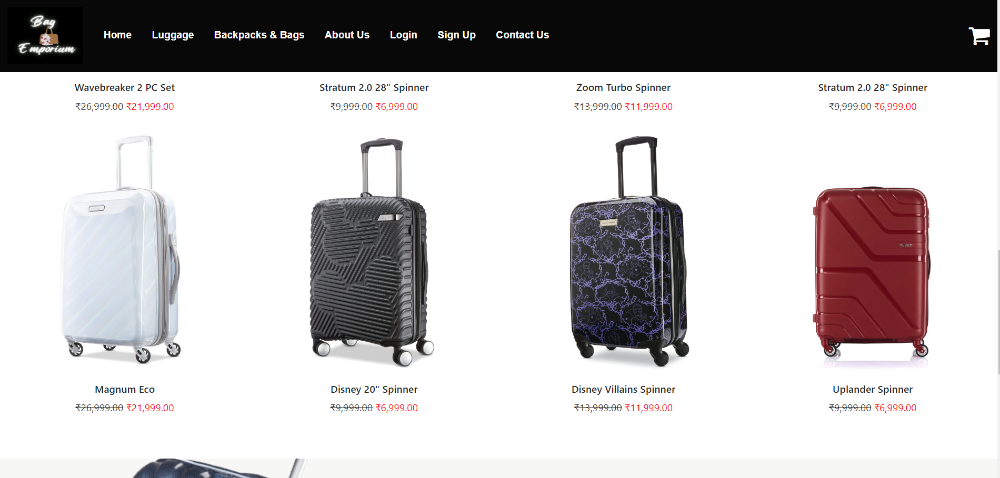 Bag
Emporium
Home Luggage Backpacks & Bags About Us Login Sign Up Contact Us
Wavebreaker 2 PC Set Stratum 2.0 28" Spinner Zoom Turbo Spinner Stratum 2.0 28" Spinner
₹26,999.00 ₹21,999.00 ₹9,999.00 ₹6,999.00 ₹13,999.00 ₹11,999.00 ₹9,999.00 ₹6,999.00
Magnum Eco Disney 20" Spinner Disney Villains Spinner Uplander Spinner
₹26,999.00 ₹21,999.00 ₹9,999.00 ₹6,999.00 ₹13,999.00 ₹11,999.00 ₹9,999.00 ₹6,999.00